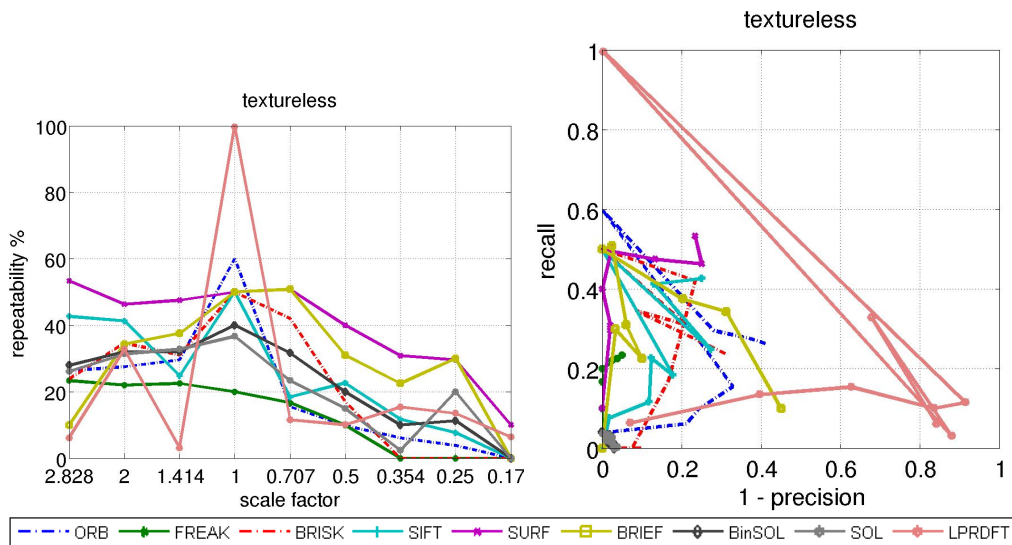 textureless
repeatability %
100
80
60
40
20
0
2.828 2 1.414 1 0.707 0.5 0.354 0.25 0.17
scale factor
textureless
recall
1
0.8
0.6
0.4
0.2
0
0 0.2 0.4 0.6 0.8 1
1 - precision
ORB FREAK BRISK SIFT SURF BRIEF BinSOL SOL LPRDFT